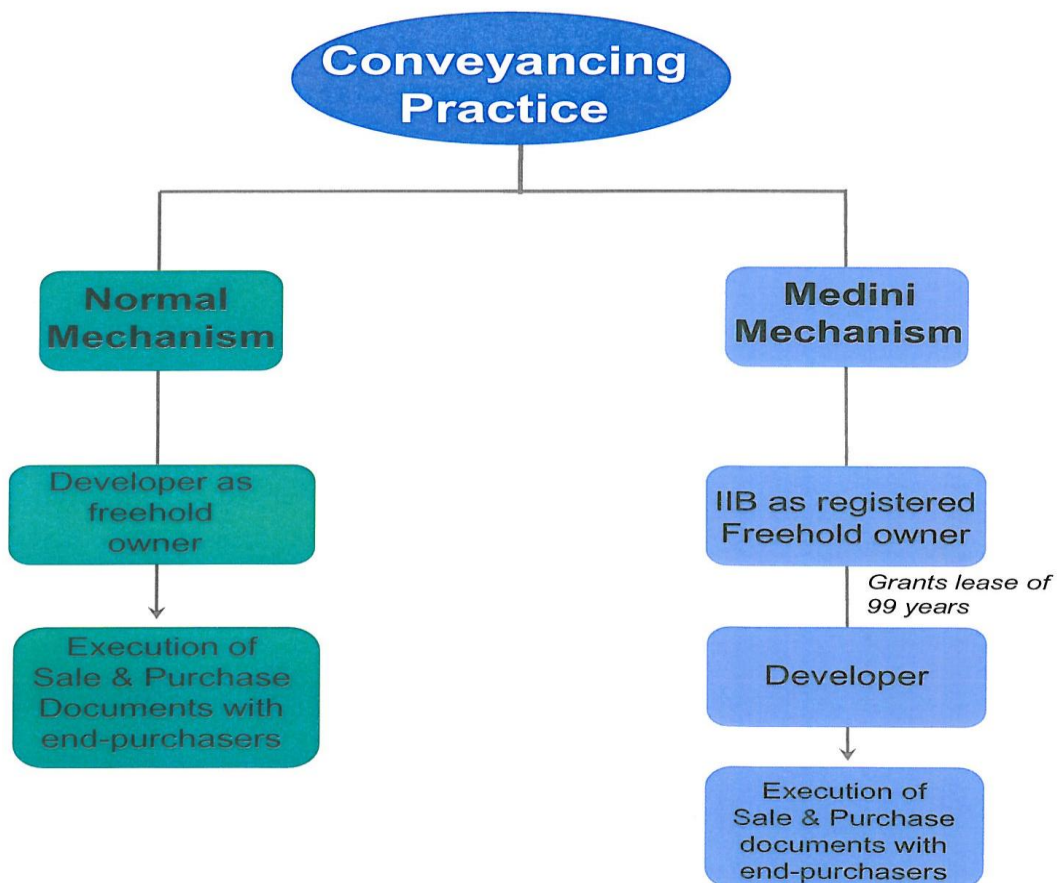 Conveyancing
Practice
Normal
Mechanism
Developer as
freehold
owner
Execution of
Sale & Purchase
Documents with
end-purchasers
Medini
Mechanism
IIB as registered
Freehold owner
Grants lease of
99 years
Developer
Execution of
Sale & Purchase
documents with
end-purchasers